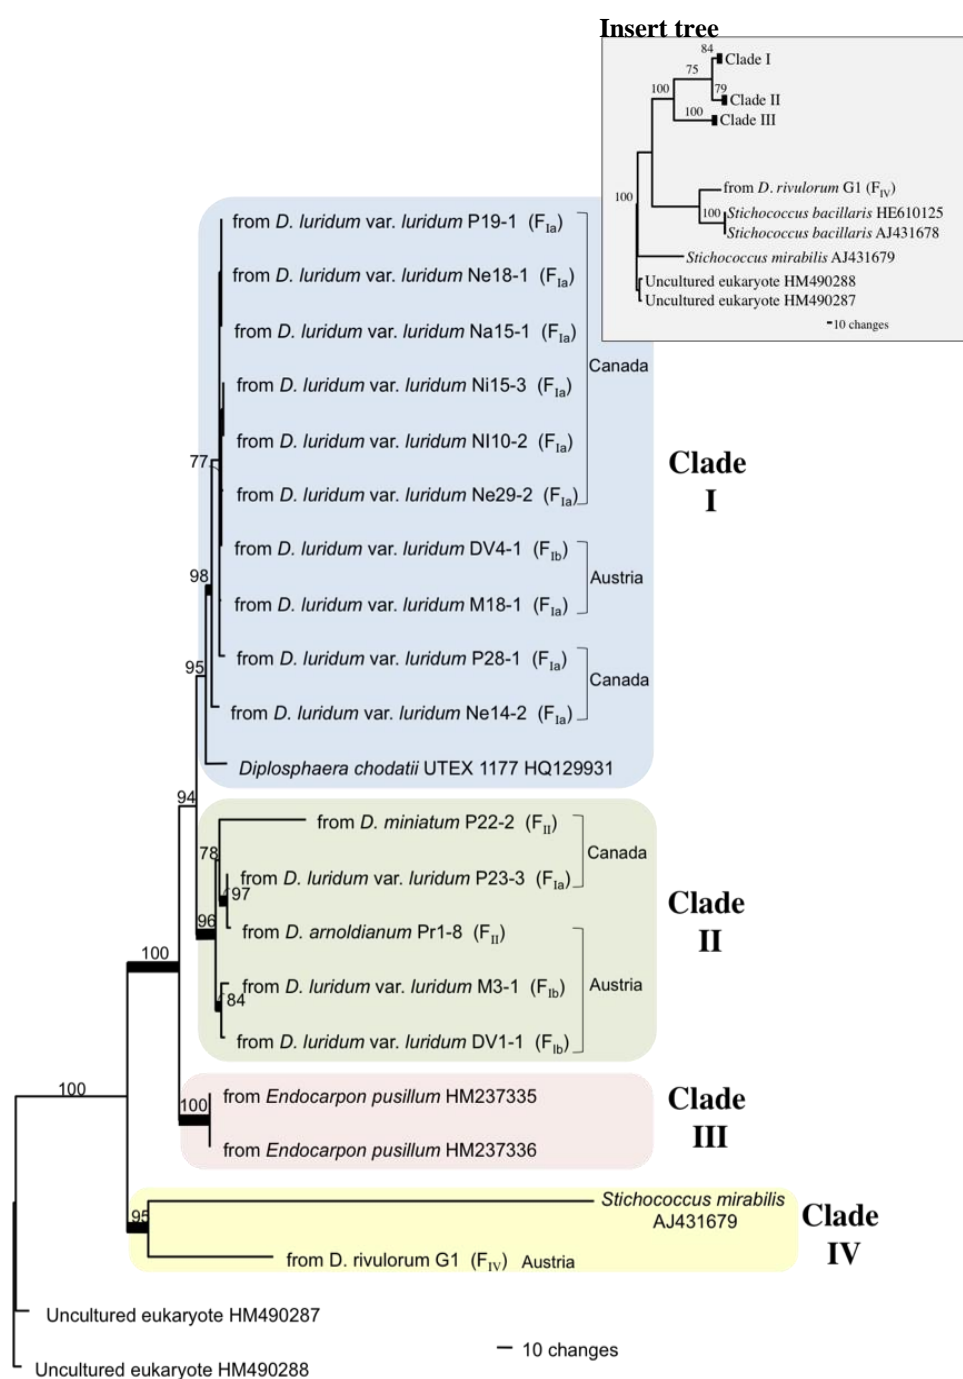 Insert tree
84
Clade I
75
79
Clade II
100
100
Clade III
from D. rivulorum G1 (FIV)
100
100
Stichococcus bacillaris HE610125
Stichococcus bacillaris AJ431678
Stichococcus mirabilis AJ431679
Uncultured eukaryote HM490288
Uncultured eukaryote HM490287
10 changes
from D. luridum var. luridum P19-1 (FIa)
from D. luridum var. luridum Ne18-1 (FIa)
from D. luridum var. luridum Na15-1 (FIa)
Canada
from D. luridum var. luridum Ni15-3 (FIa)
from D. luridum var. luridum NI10-2 (FIa)
77
Clade
I
from D. luridum var. luridum Ne29-2 (FIa)
from D. luridum var. luridum DV4-1 (FIb)
98
Austria
from D. luridum var. luridum M18-1 (FIa)
from D. luridum var. luridum P28-1 (FIa)
95
Canada
from D. luridum var. luridum Ne14-2 (FIa)
Diplosphaera chodatii UTEX 1177 HQ129931
94
from D. miniatum P22-2 (FII)
78
Canada
from D. luridum var. luridum P23-3 (FIa)
97
Clade
II
96
from D. arnoldianum Pr1-8 (FII)
100
from D. luridum var. luridum M3-1 (FIb)
Austria
84
from D. luridum var. luridum DV1-1 (FIb)
100
from Endocarpon pusillum HM237335
100
Clade
III
from Endocarpon pusillum HM237336
Stichococcus mirabilis
AJ431679
95
Clade
IV
from D. rivulorum G1 (FIV) Austria
Uncultured eukaryote HM490287
10 changes
Uncultured eukaryote HM490288